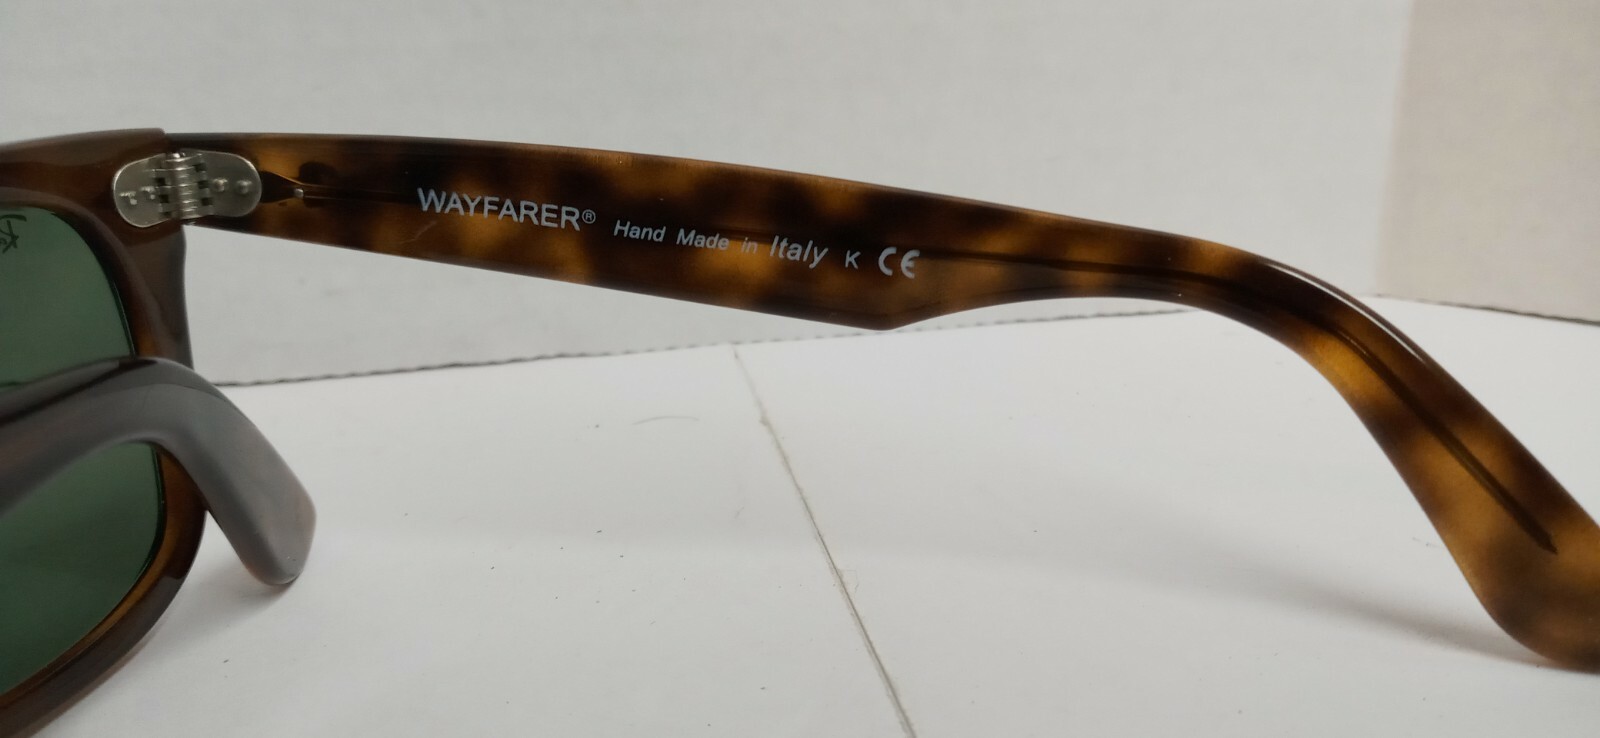 WAYFARER® Hand Made in Italy K CE